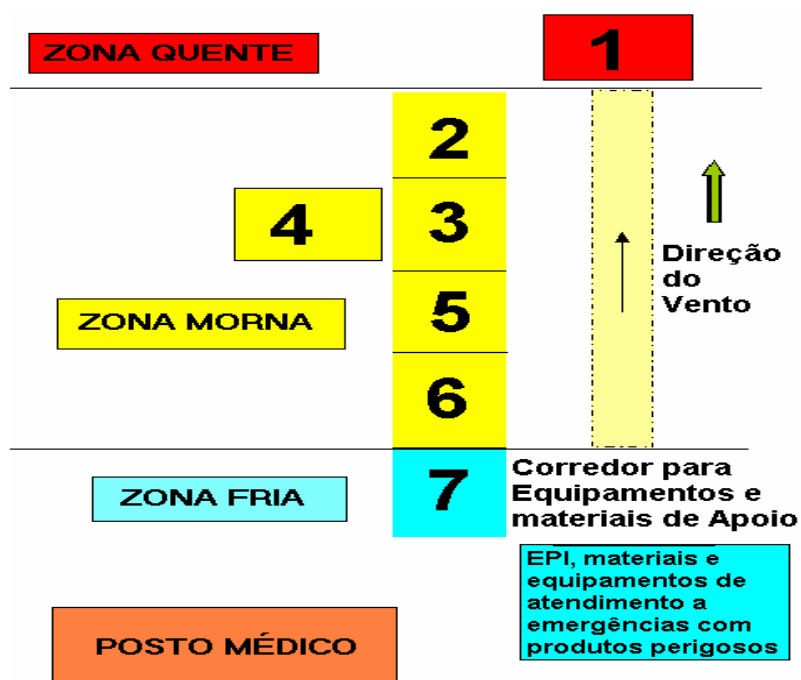 ZONA QUENTE
1
2
4
3
Direção
do
Vento
ZONA MORNA
5
6
ZONA FRIA
7
Corredor para
Equipamentos e
materiais de Apoio
EPI, materiais e
equipamentos de
atendimento a
emergências com
produtos perigosos
POSTO MÉDICO